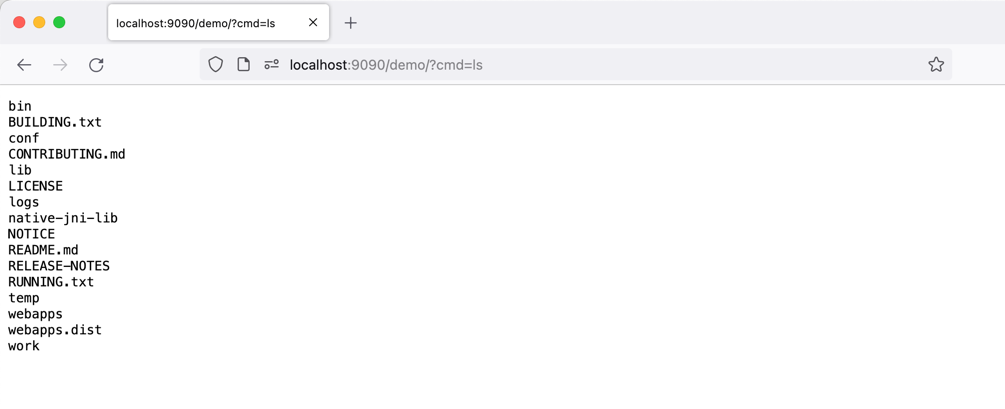 localhost:9090/demo/?cmd=ls
localhost:9090/demo/?cmd=ls
bin
BUILDING.txt
conf
CONTRIBUTING.md
lib
LICENSE
logs
native-jni-lib
NOTICE
README.md
RELEASE-NOTES
RUNNING.txt
temp
webapps
webapps.dist
work